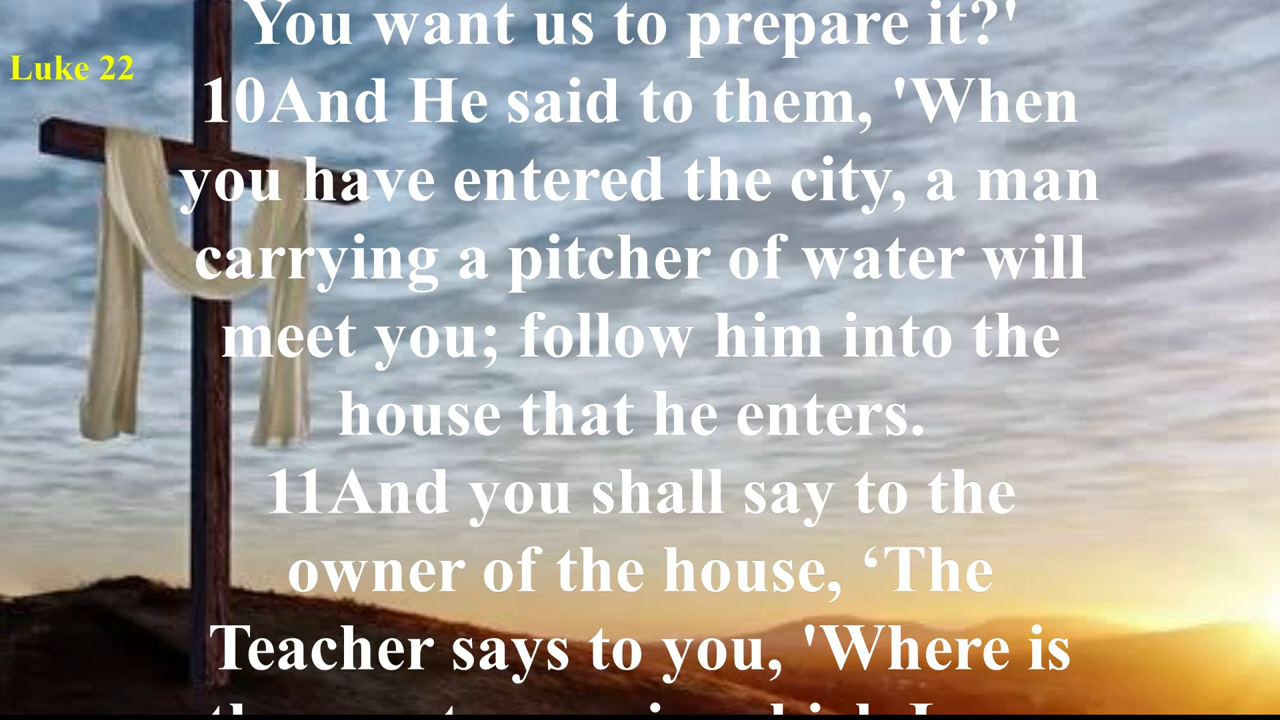 You want us to prepare it?'
Luke 22
10And He said to them, 'When
you have entered the city, a man
carrying a pitcher of water will
meet you; follow him into the
house that he enters.
11And you shall say to the
owner of the house, ‘The
Teacher says to you, 'Where is